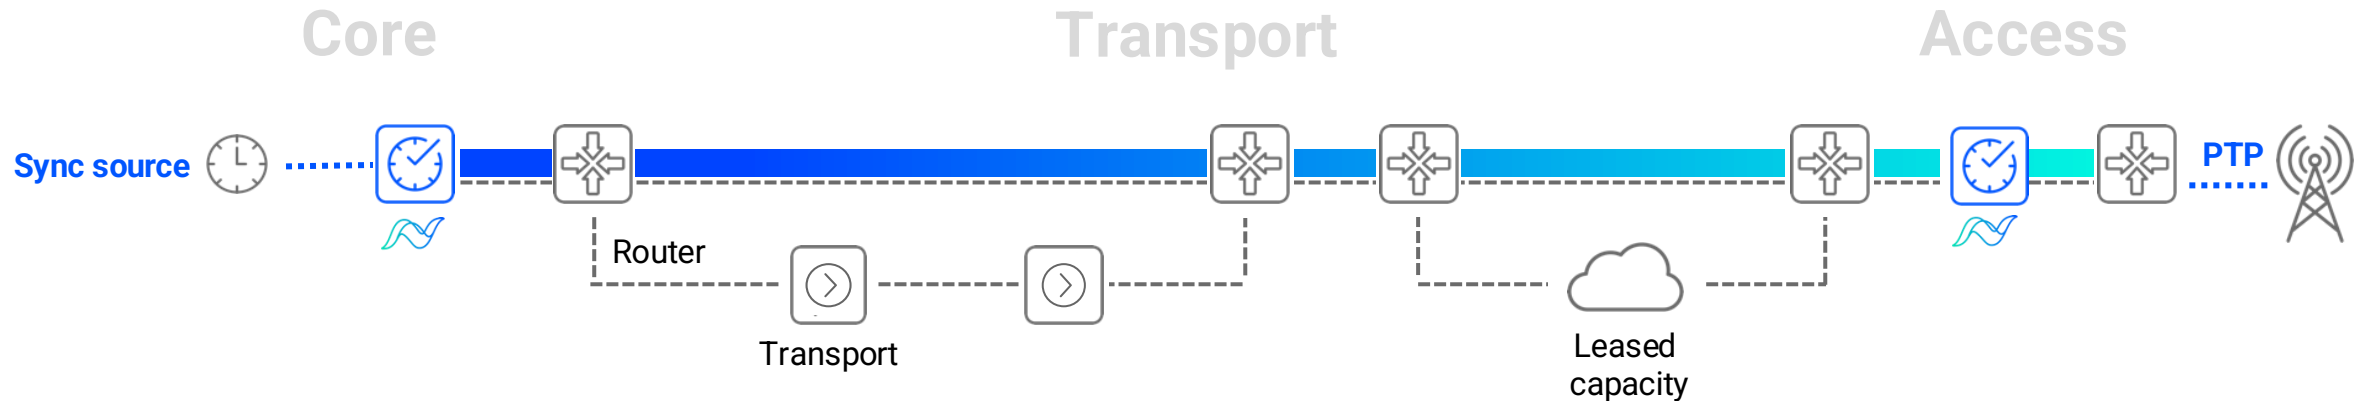 Core
Transport
Access
Sync source
PTP
Router
Transport
Leased
capacity